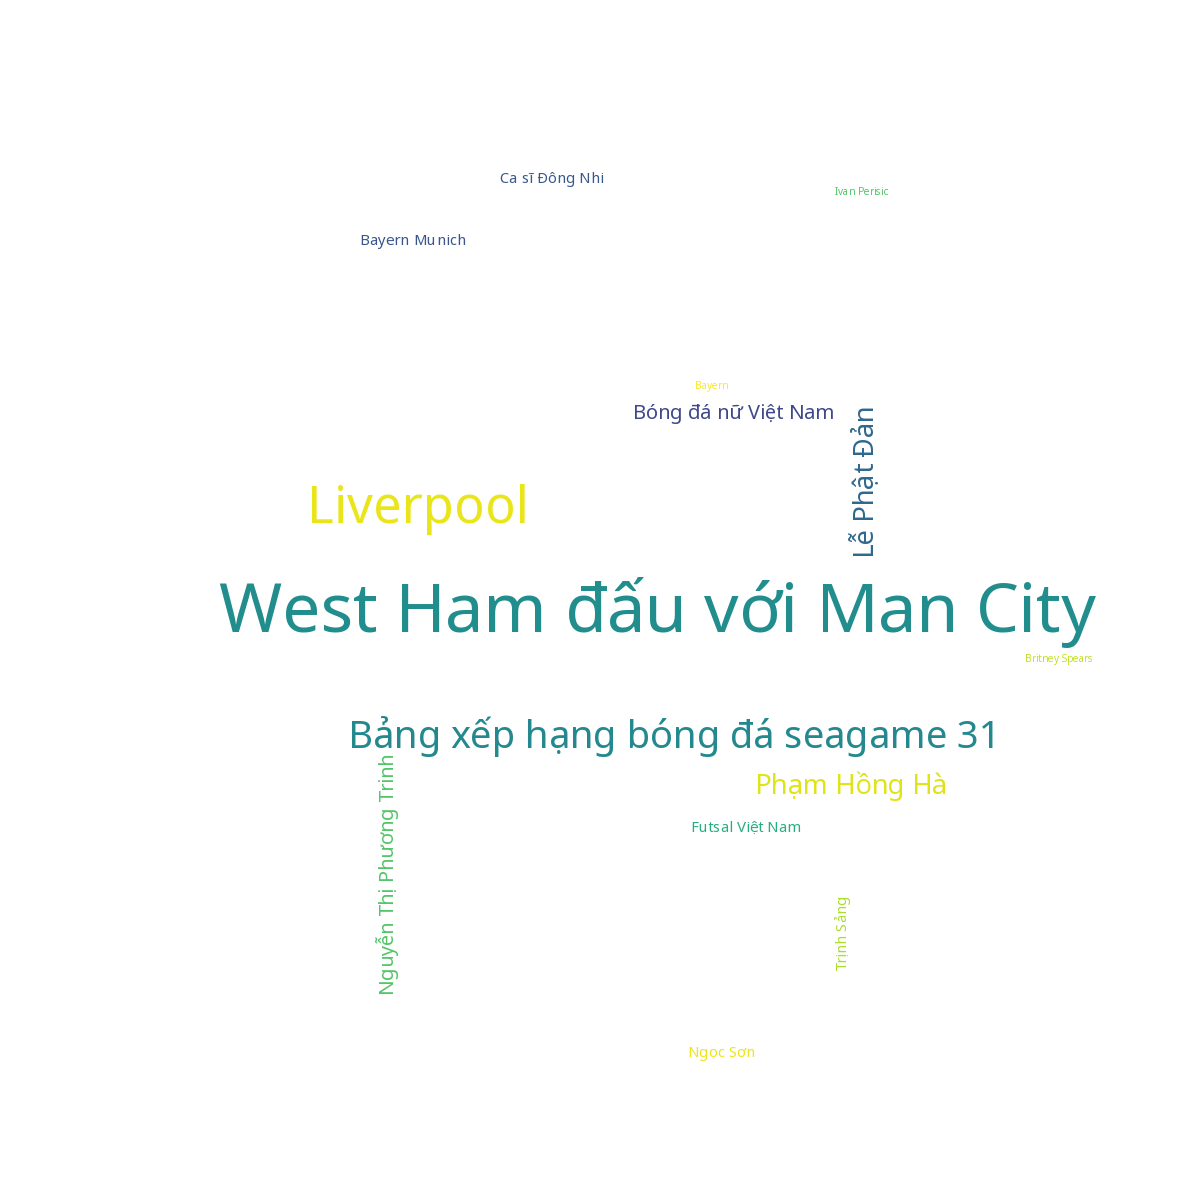 Ca sĩ Đông Nhi
Ivan Perisic
Bayern Munich
Bayern
Bóng đá nữ Việt Nam
Lễ Phật Đản
Liverpool
West Ham đấu với Man City
Britney Spears
Bảng xếp hạng bóng đá seagame 31
Nguyễn Thị Phương Trinh
Phạm Hồng Hà
Futsal Việt Nam
Trịnh Sảng
Ngọc Sơn